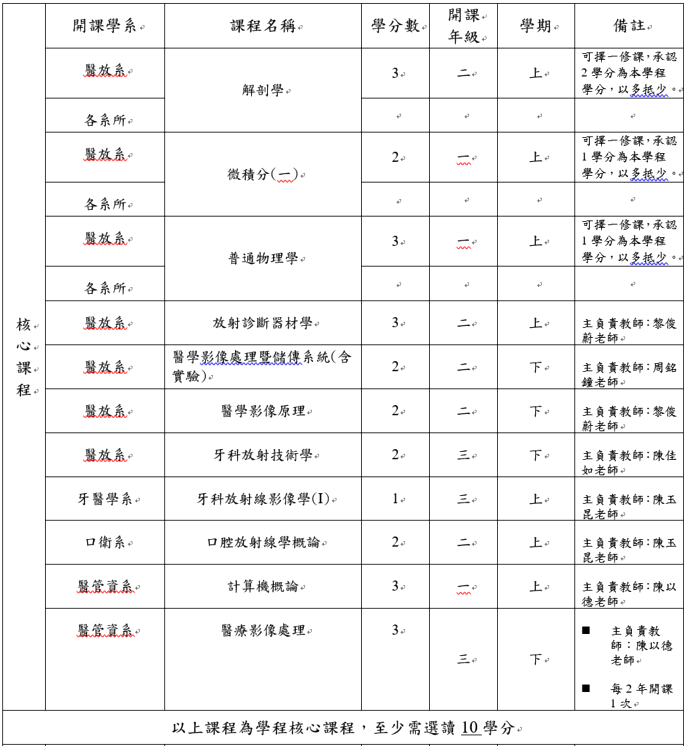 開課學系 課程名稱 學分數 開課年級 學期 備註
核心課程
醫放系 解剖學 3 二 上 可擇一修課,承認2學分為本學程學分,以多抵少。
各系所
醫放系 微積分(一) 2 一 上 可擇一修課,承認1學分為本學程學分,以多抵少。
各系所
醫放系 普通物理學 3 一 上 可擇一修課,承認1學分為本學程學分,以多抵少。
各系所
醫放系 放射診斷器材學 3 二 上 主負責教師:黎俊蔚老師
醫放系 醫學影像處理暨儲傳系統(含實驗) 2 二 下 主負責教師:周銘鐘老師
醫放系 醫學影像原理 2 二 下 主負責教師:黎俊蔚老師
醫放系 牙科放射技術學 2 三 下 主負責教師:陳佳如老師
牙醫學系 牙科放射線影像學(I) 1 三 上 主負責教師:陳玉昆老師
口衛系 口腔放射線學概論 2 二 上 主負責教師:陳玉昆老師
醫管資系 計算機概論 3 一 上 主負責教師:陳以德老師
醫管資系 醫療影像處理 3 三 下 ■ 主負責教師:陳以德老師
■ 每2年開課1次
以上課程為學程核心課程,至少需選讀 10 學分